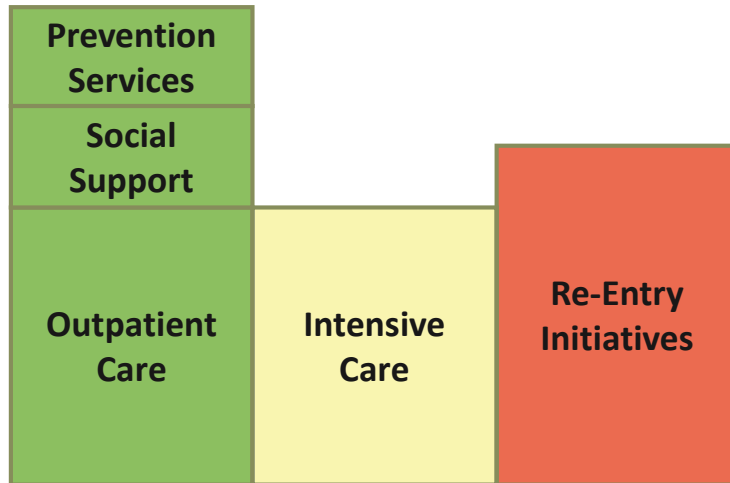 Prevention
Services
Social
Support
Outpatient
Care
Intensive
Care
Re-Entry
Initiatives